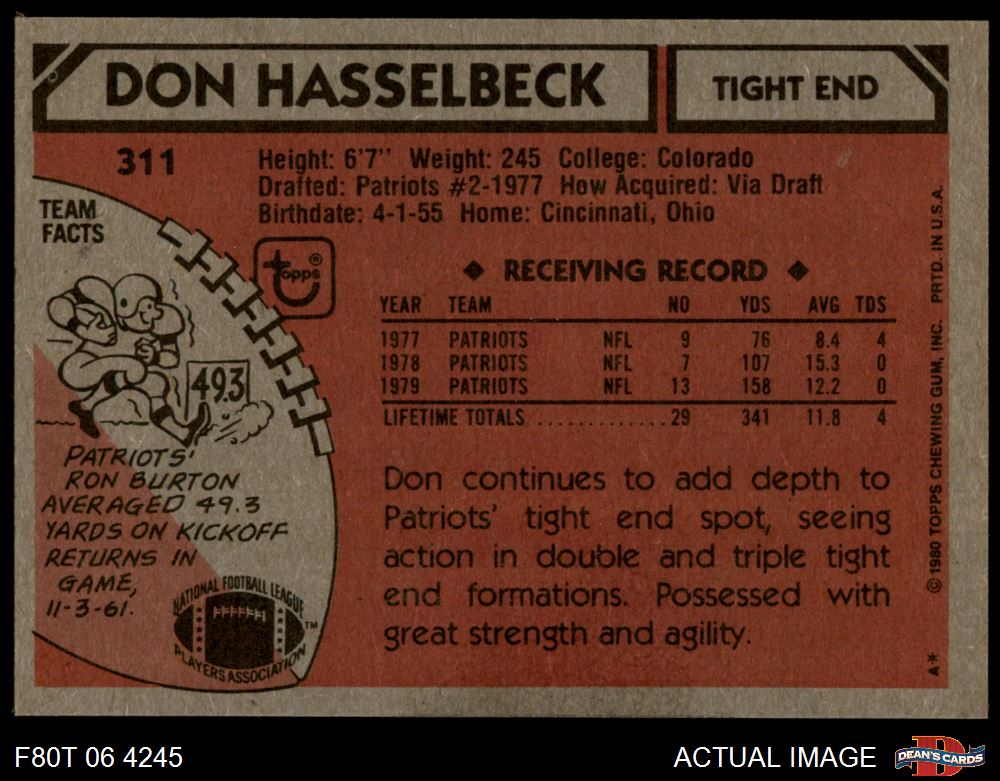 DON HASSELBECK
TIGHT END
311
Height: 6'7'' Weight: 245 College: Colorado
Drafted: Patriots #2-1977 How Acquired: Via Draft
Birthdate: 4-1-55 Home: Cincinnati, Ohio
TEAM
FACTS
topps®
49.3
PATRIOTS'
RON BURTON
AVERAGED 49.3
YARDS ON KICKOFF
RETURNS IN
GAME,
11-3-61.
NATIONAL FOOTBALL LEAGUE
PLAYERS ASSOCIATION
TM
◆ RECEIVING RECORD ◆
YEAR TEAM NO YDS AVG TDS
1977 PATRIOTS NFL 9 76 8.4 4
1978 PATRIOTS NFL 7 107 15.3 0
1979 PATRIOTS NFL 13 158 12.2 0
LIFETIME TOTALS ............. 29 341 11.8 4
Don continues to add depth to
Patriots' tight end spot, seeing
action in double and triple tight
end formations. Possessed with
great strength and agility.
© 1980 TOPPS CHEWING GUM, INC. PRTD. IN U.S.A.
A*
F80T 06 4245
ACTUAL IMAGE
D
DEAN'S CARDS